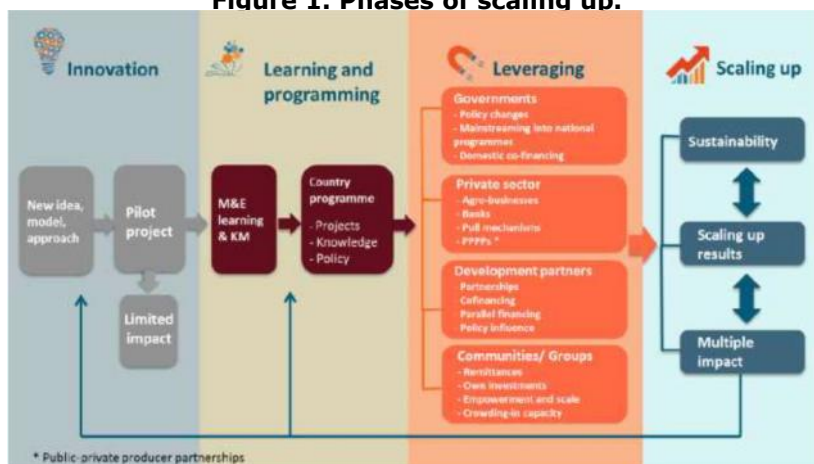 Figure 1. Phases of scaling up.
Innovation
New idea,
model,
approach
Pilot
project
Limited
impact
Learning and
programming
M&E
learning
& KM
Country
programme
- Projects
- Knowledge
- Policy
Leveraging
Governments
- Policy changes
- Mainstreaming into national
programmes
- Domestic co-financing
Private sector
- Agro-businesses
- Banks
- Pull mechanisms
- PPPPs *
Development partners
- Partnerships
- Cofinancing
- Parallel financing
- Policy influence
Communities/ Groups
- Remittances
- Own investments
- Empowerment and scale
- Crowding-in capacity
Scaling up
Sustainability
Scaling up
results
Multiple
impact
* Public-private producer partnerships